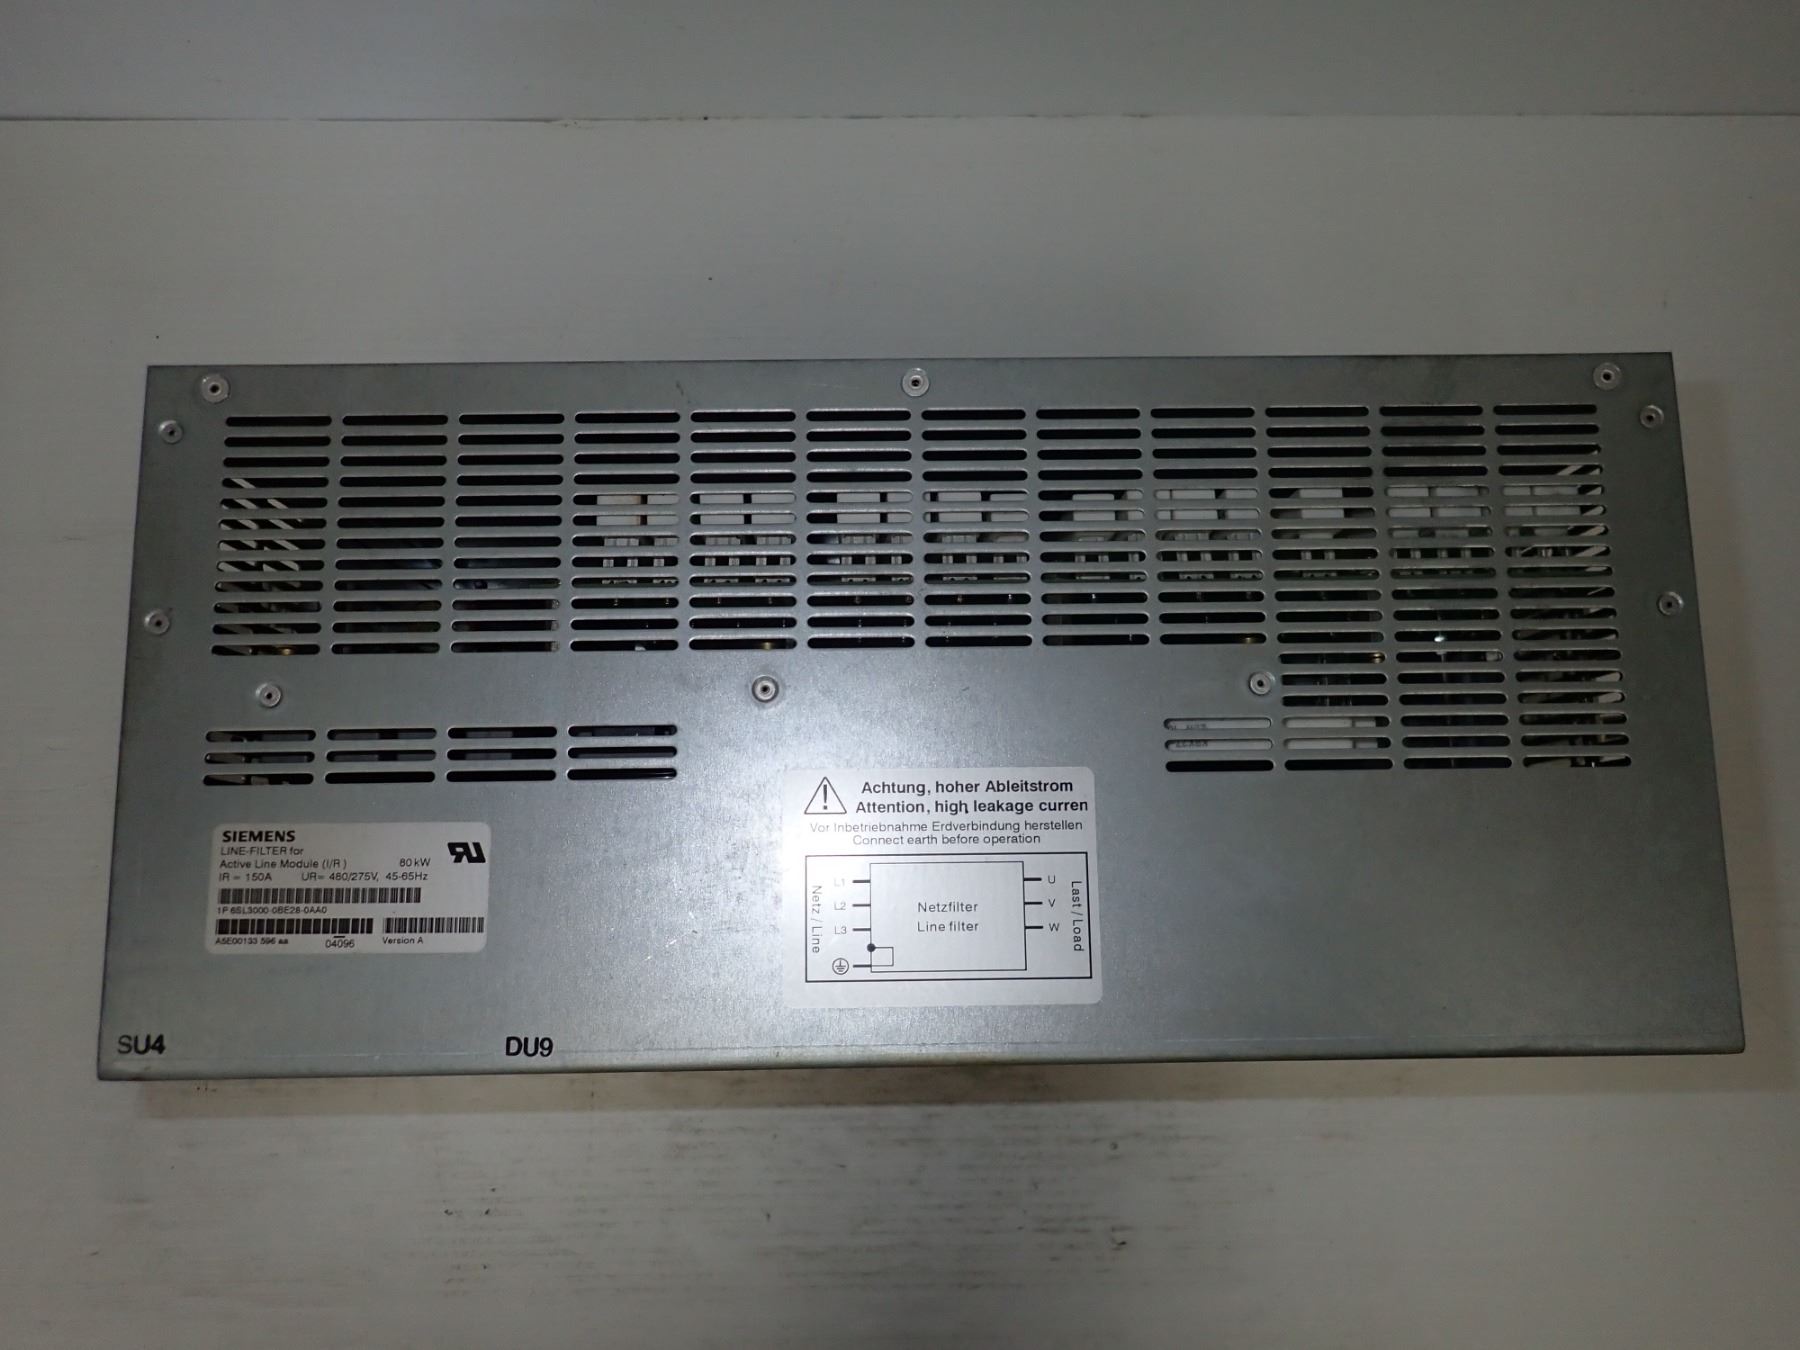 SIEMENS
LINE-FILTER for
Active Line Module (I/R) 80 kW
IR = 150A UR= 480/275V, 45-65Hz
1P 6SL3000-0BE28-0AA0
A5E00133 596 aa 04096 Version A
Achtung, hoher Ableitstrom
Attention, high leakage curren
Vor Inbetriebnahme Erdverbindung herstellen
Connect earth before operation
Netz / Line
L1
L2
L3
Netzfilter
Line filter
U
V
W
Last / Load
SU4
DU9